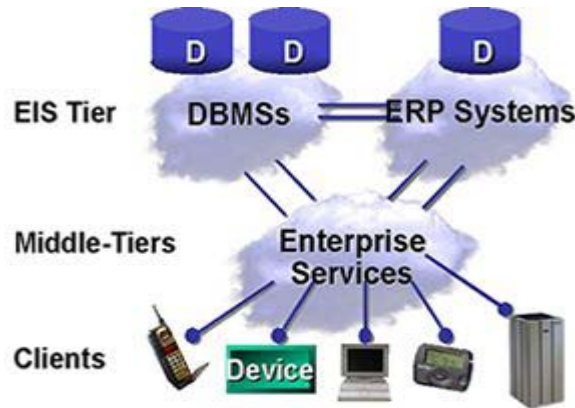 D D D
EIS Tier DBMSs ERP Systems
Middle-Tiers Enterprise
Services
Clients Device